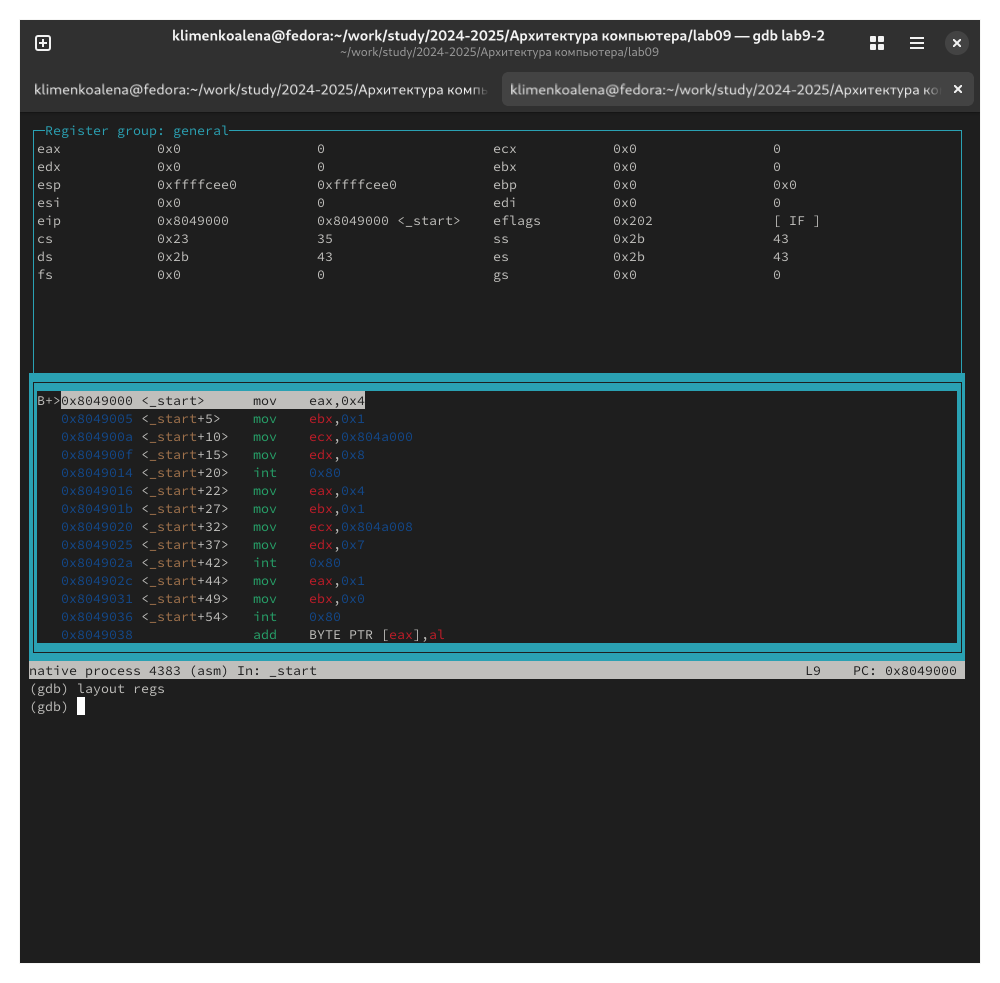 klimenkoalena@fedora:~/work/study/2024-2025/Архитектура компьютера/lab09 — gdb lab9-2
~/work/study/2024-2025/Архитектура компьютера/lab09
klimenkoalena@fedora:~/work/study/2024-2025/Архитектура комп klimenkoalena@fedora:~/work/study/2024-2025/Архитектура ко
Register group: general
eax 0x0 0 ecx 0x0 0
edx 0x0 0 ebx 0x0 0
esp 0xffffcee0 0xffffcee0 ebp 0x0 0x0
esi 0x0 0 edi 0x0 0
eip 0x8049000 0x8049000 <_start> eflags 0x202 [ IF ]
cs 0x23 35 ss 0x2b 43
ds 0x2b 43 es 0x2b 43
fs 0x0 0 gs 0x0 0
B+>0x8049000 <_start> mov eax,0x4
0x8049005 <_start+5> mov ebx,0x1
0x804900a <_start+10> mov ecx,0x804a000
0x804900f <_start+15> mov edx,0x8
0x8049014 <_start+20> int 0x80
0x8049016 <_start+22> mov eax,0x4
0x804901b <_start+27> mov ebx,0x1
0x8049020 <_start+32> mov ecx,0x804a008
0x8049025 <_start+37> mov edx,0x7
0x804902a <_start+42> int 0x80
0x804902c <_start+44> mov eax,0x1
0x8049031 <_start+49> mov ebx,0x0
0x8049036 <_start+54> int 0x80
0x8049038 add BYTE PTR [eax],al
native process 4383 (asm) In: _start L9 PC: 0x8049000
(gdb) layout regs
(gdb)